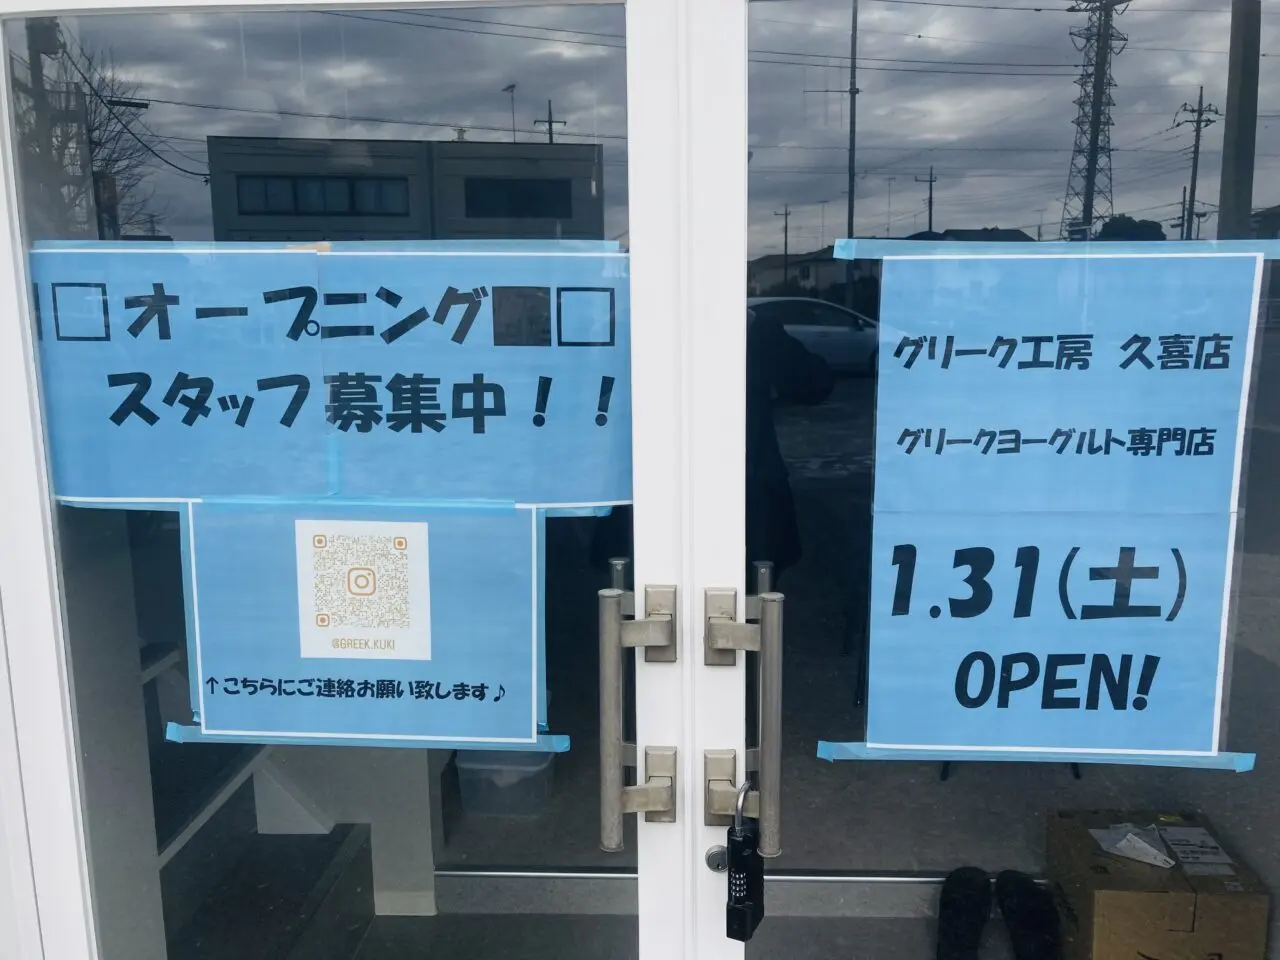 □オープニング■□
スタッフ募集中！！
@GREEK.KUKI
↑こちらにご連絡お願い致します♪
グリーク工房 久喜店
グリークヨーグルト専門店
1.31(土)
OPEN!